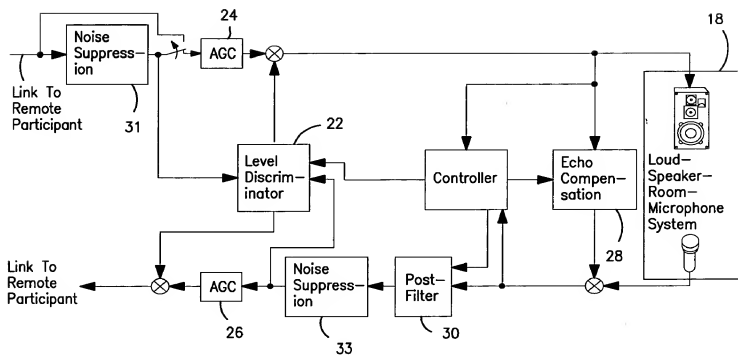 24
18
Noise
Suppress-
ion
AGC
Link To
Remote
Participant
31
22
Level
Discrim-
inator
Controller
Echo
Compen-
sation
Loud-
Speaker-
Room-
Microphone
System
28
Link To
Remote
Participant
AGC
Noise
Suppress-
ion
Post-
Filter
26
33
30